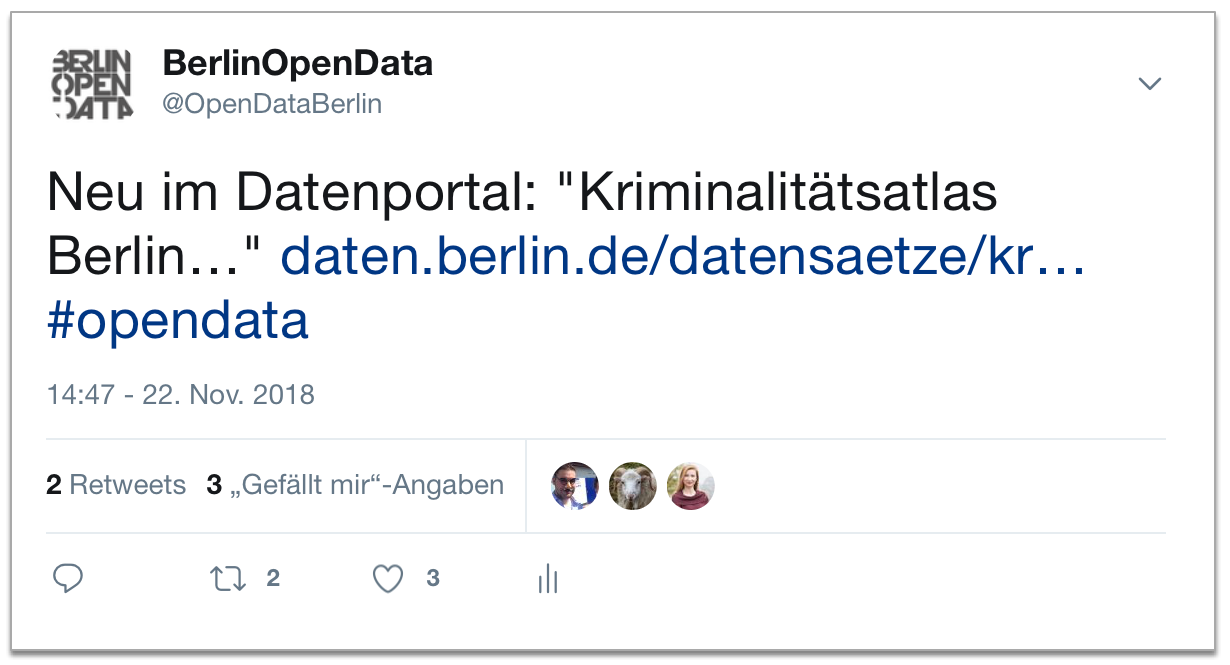 BERLIN
OPEN
DATA
BerlinOpenData
@OpenDataBerlin
Neu im Datenportal: "Kriminalitätsatlas
Berlin…" daten.berlin.de/datensaetze/kr…
#opendata
14:47 - 22. Nov. 2018
2 Retweets 3 „Gefällt mir“-Angaben
2 3